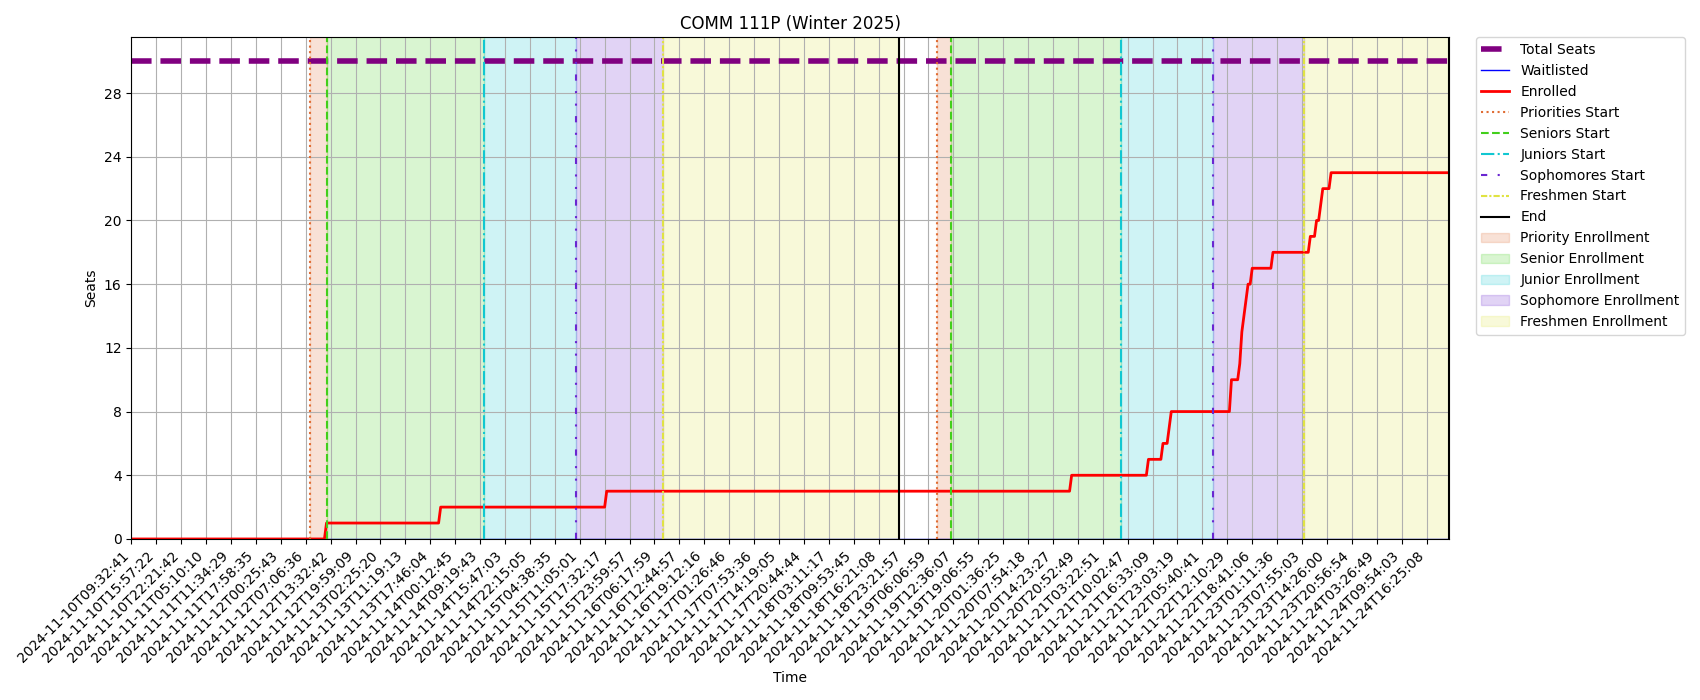 COMM 111P (Winter 2025)
Total Seats
Waitlisted
Enrolled
Priorities Start
Seniors Start
Juniors Start
Sophomores Start
Freshmen Start
End
Priority Enrollment
Senior Enrollment
Junior Enrollment
Sophomore Enrollment
Freshmen Enrollment
Seats
28
24
20
16
12
8
4
0
2024-11-10T09:32:41
2024-11-10T15:57:22
2024-11-10T22:21:42
2024-11-11T05:10:10
2024-11-11T11:34:29
2024-11-11T17:58:35
2024-11-12T00:25:43
2024-11-12T07:06:36
2024-11-12T13:32:42
2024-11-12T19:59:09
2024-11-13T02:25:20
2024-11-13T11:19:13
2024-11-13T17:46:04
2024-11-14T00:12:45
2024-11-14T09:19:43
2024-11-14T15:47:03
2024-11-14T22:15:05
2024-11-15T04:38:35
2024-11-15T11:05:01
2024-11-15T17:32:17
2024-11-15T23:59:57
2024-11-16T06:17:59
2024-11-16T12:44:57
2024-11-16T19:12:16
2024-11-17T01:26:46
2024-11-17T07:53:36
2024-11-17T14:19:05
2024-11-17T20:44:44
2024-11-18T03:11:17
2024-11-18T09:53:45
2024-11-18T16:21:08
2024-11-18T23:21:57
2024-11-19T06:06:59
2024-11-19T12:36:07
2024-11-19T19:06:55
2024-11-20T01:36:25
2024-11-20T07:54:18
2024-11-20T14:23:27
2024-11-20T20:52:49
2024-11-21T03:22:51
2024-11-21T10:02:47
2024-11-21T16:33:09
2024-11-21T23:03:19
2024-11-22T05:40:41
2024-11-22T12:10:29
2024-11-22T18:41:06
2024-11-23T01:11:36
2024-11-23T07:55:03
2024-11-23T14:26:00
2024-11-23T20:56:54
2024-11-24T03:26:49
2024-11-24T09:54:03
2024-11-24T16:25:08
Time